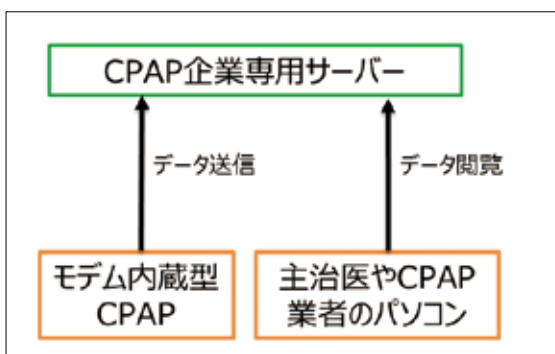 CPAP企業専用サーバー
データ送信
データ閲覧
モデム内蔵型
CPAP
主治医やCPAP
業者のパソコン